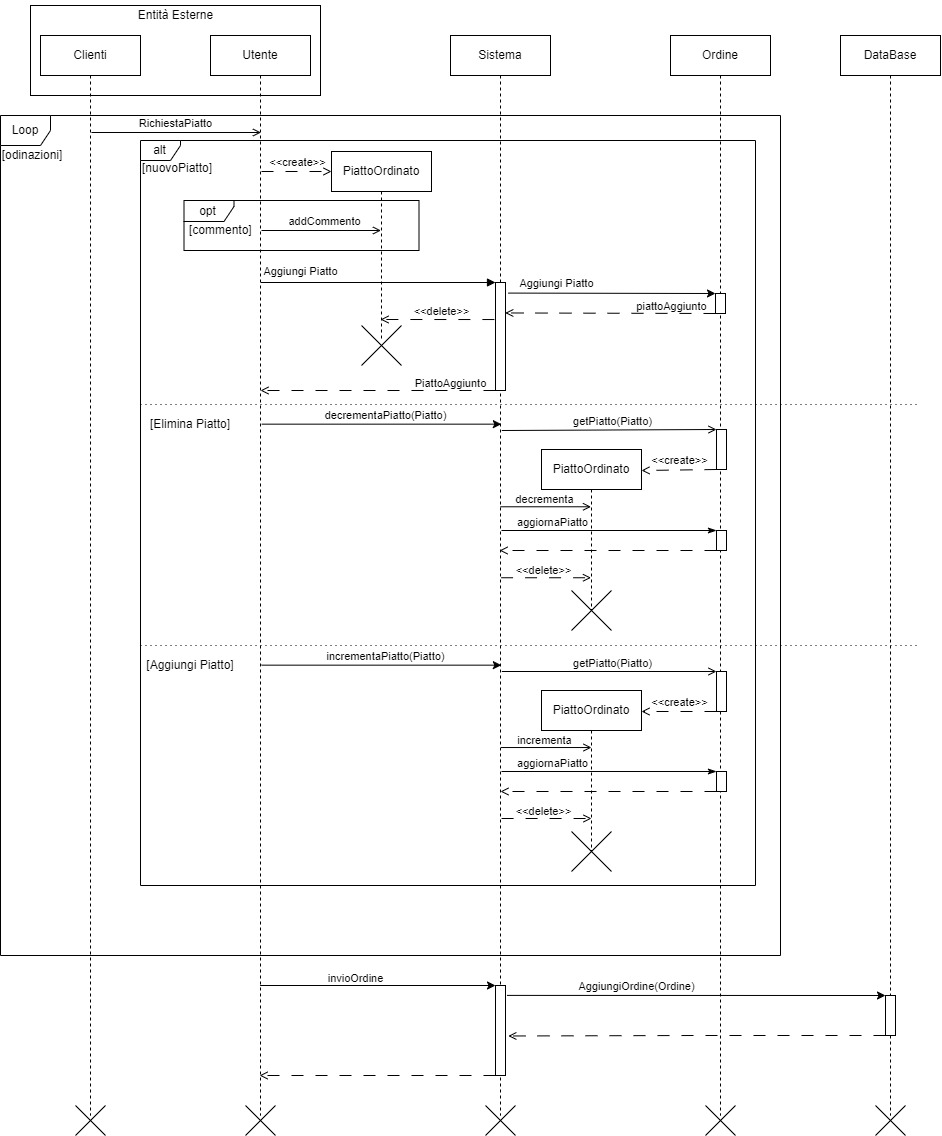 Entità Esterne
Clienti
Utente
Sistema
Ordine
DataBase
Loop
[odinazioni]
RichiestaPiatto
alt
[nuovoPiatto]
<<create>>
PiattoOrdinato
opt
[commento]
addCommento
Aggiungi Piatto
Aggiungi Piatto
piattoAggiunto
<<delete>>
PiattoAggiunto
[Elimina Piatto]
decrementaPiatto(Piatto)
getPiatto(Piatto)
<<create>>
PiattoOrdinato
decrementa
aggiornaPiatto
<<delete>>
[Aggiungi Piatto]
incrementaPiatto(Piatto)
getPiatto(Piatto)
<<create>>
PiattoOrdinato
incrementa
aggiornaPiatto
<<delete>>
invioOrdine
AggiungiOrdine(Ordine)